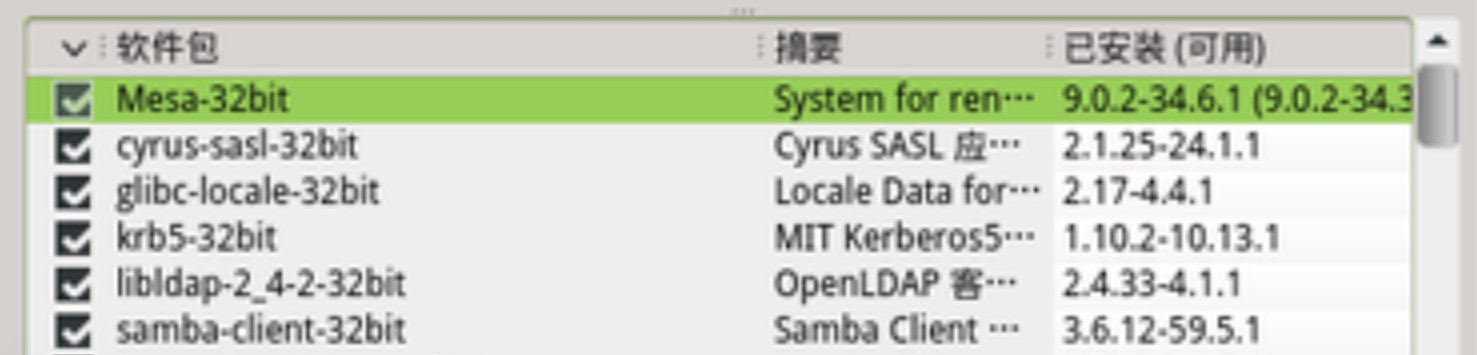 软件包 摘要 已安装 (可用)
Mesa-32bit System for ren··· 9.0.2-34.6.1 (9.0.2-34.3
cyrus-sasl-32bit Cyrus SASL 应··· 2.1.25-24.1.1
glibc-locale-32bit Locale Data for··· 2.17-4.4.1
krb5-32bit MIT Kerberos5··· 1.10.2-10.13.1
libldap-2_4-2-32bit OpenLDAP 客··· 2.4.33-4.1.1
samba-client-32bit Samba Client ··· 3.6.12-59.5.1